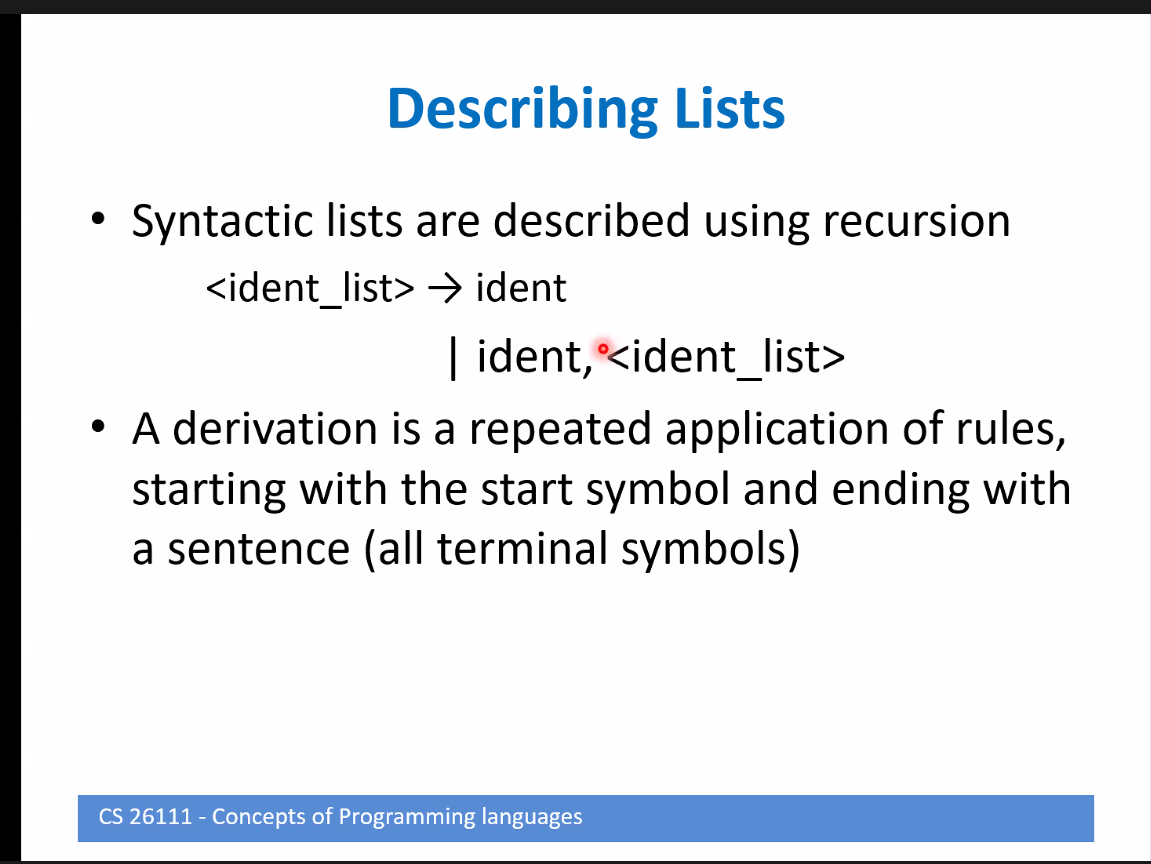 Describing Lists
• Syntactic lists are described using recursion
<ident_list> → ident
| ident, <ident_list>
• A derivation is a repeated application of rules,
starting with the start symbol and ending with
a sentence (all terminal symbols)
CS 26111 - Concepts of Programming languages